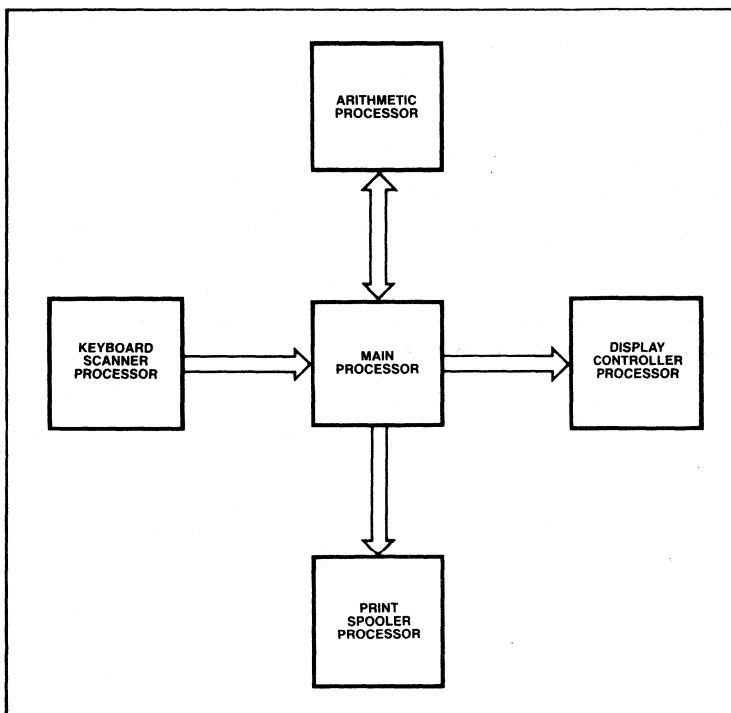 ARITHMETIC
PROCESSOR
KEYBOARD
SCANNER
PROCESSOR
MAIN
PROCESSOR
DISPLAY
CONTROLLER
PROCESSOR
PRINT
SPOOLER
PROCESSOR